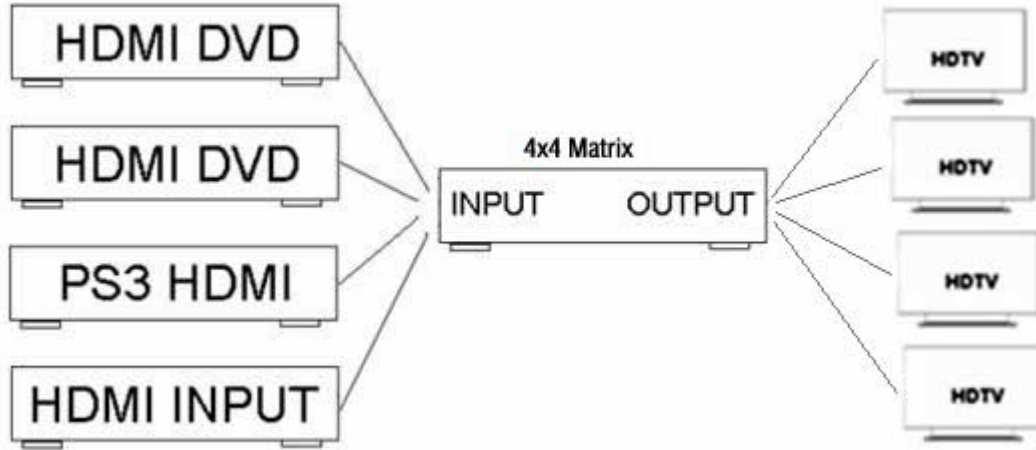 HDMI DVD
HDMI DVD
PS3 HDMI
HDMI INPUT
4x4 Matrix
INPUT OUTPUT
HDTV
HDTV
HDTV
HDTV